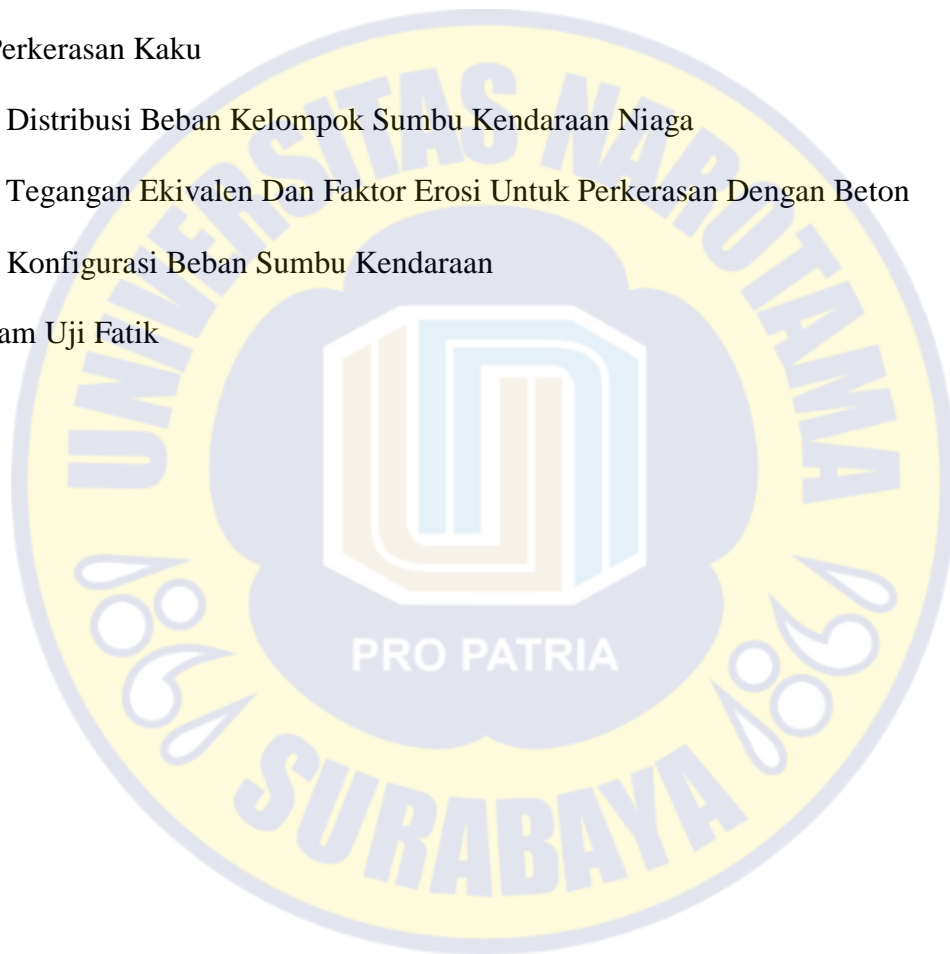 Perkerasan Kaku
Distribusi Beban Kelompok Sumbu Kendaraan Niaga
Tegangan Ekivalen Dan Faktor Erosi Untuk Perkerasan Dengan Beton
Konfigurasi Beban Sumbu Kendaraan
am Uji Fatik
UNIVERSITAS NAROTAMA
PRO PATRIA
SURABAYA